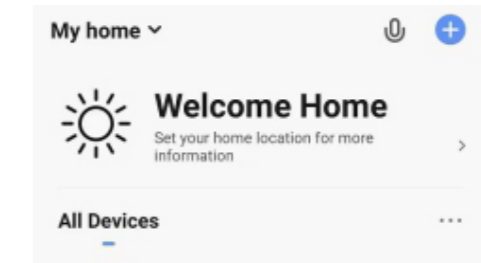 My home
Welcome Home
Set your home location for more
information
All Devices